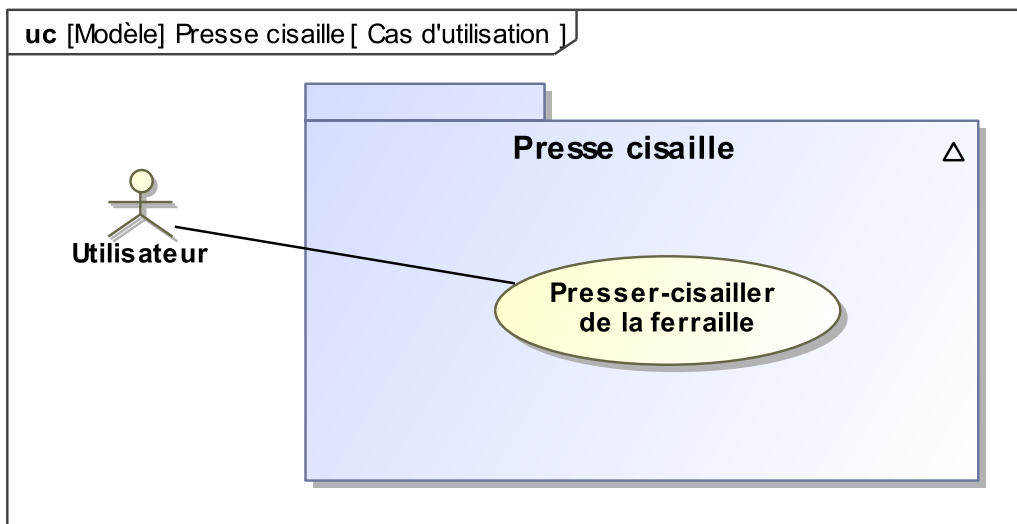 uc [Modèle] Presse cisaille [ Cas d'utilisation ]
Presse cisaille
Utilisateur
Presser-cisailler
de la ferraille